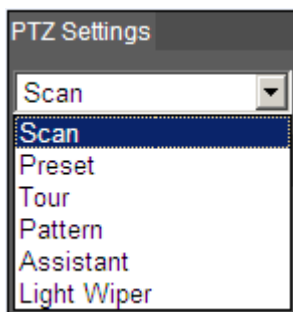 PTZ Settings
Scan
Scan
Preset
Tour
Pattern
Assistant
Light Wiper